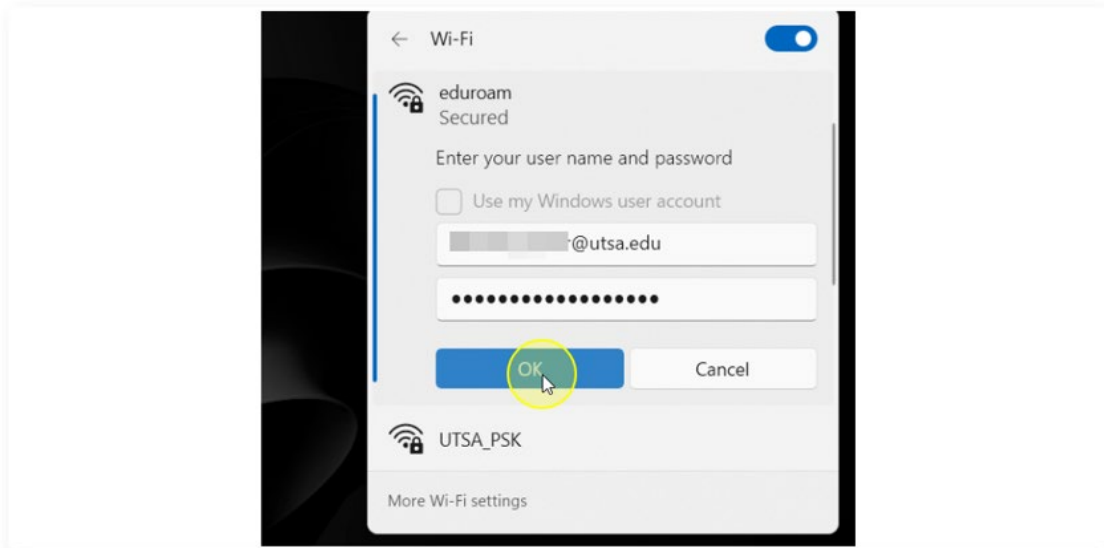 Wi-Fi
eduroam
Secured
Enter your user name and password
Use my Windows user account
@utsa.edu
OK
Cancel
UTSA_PSK
More Wi-Fi settings